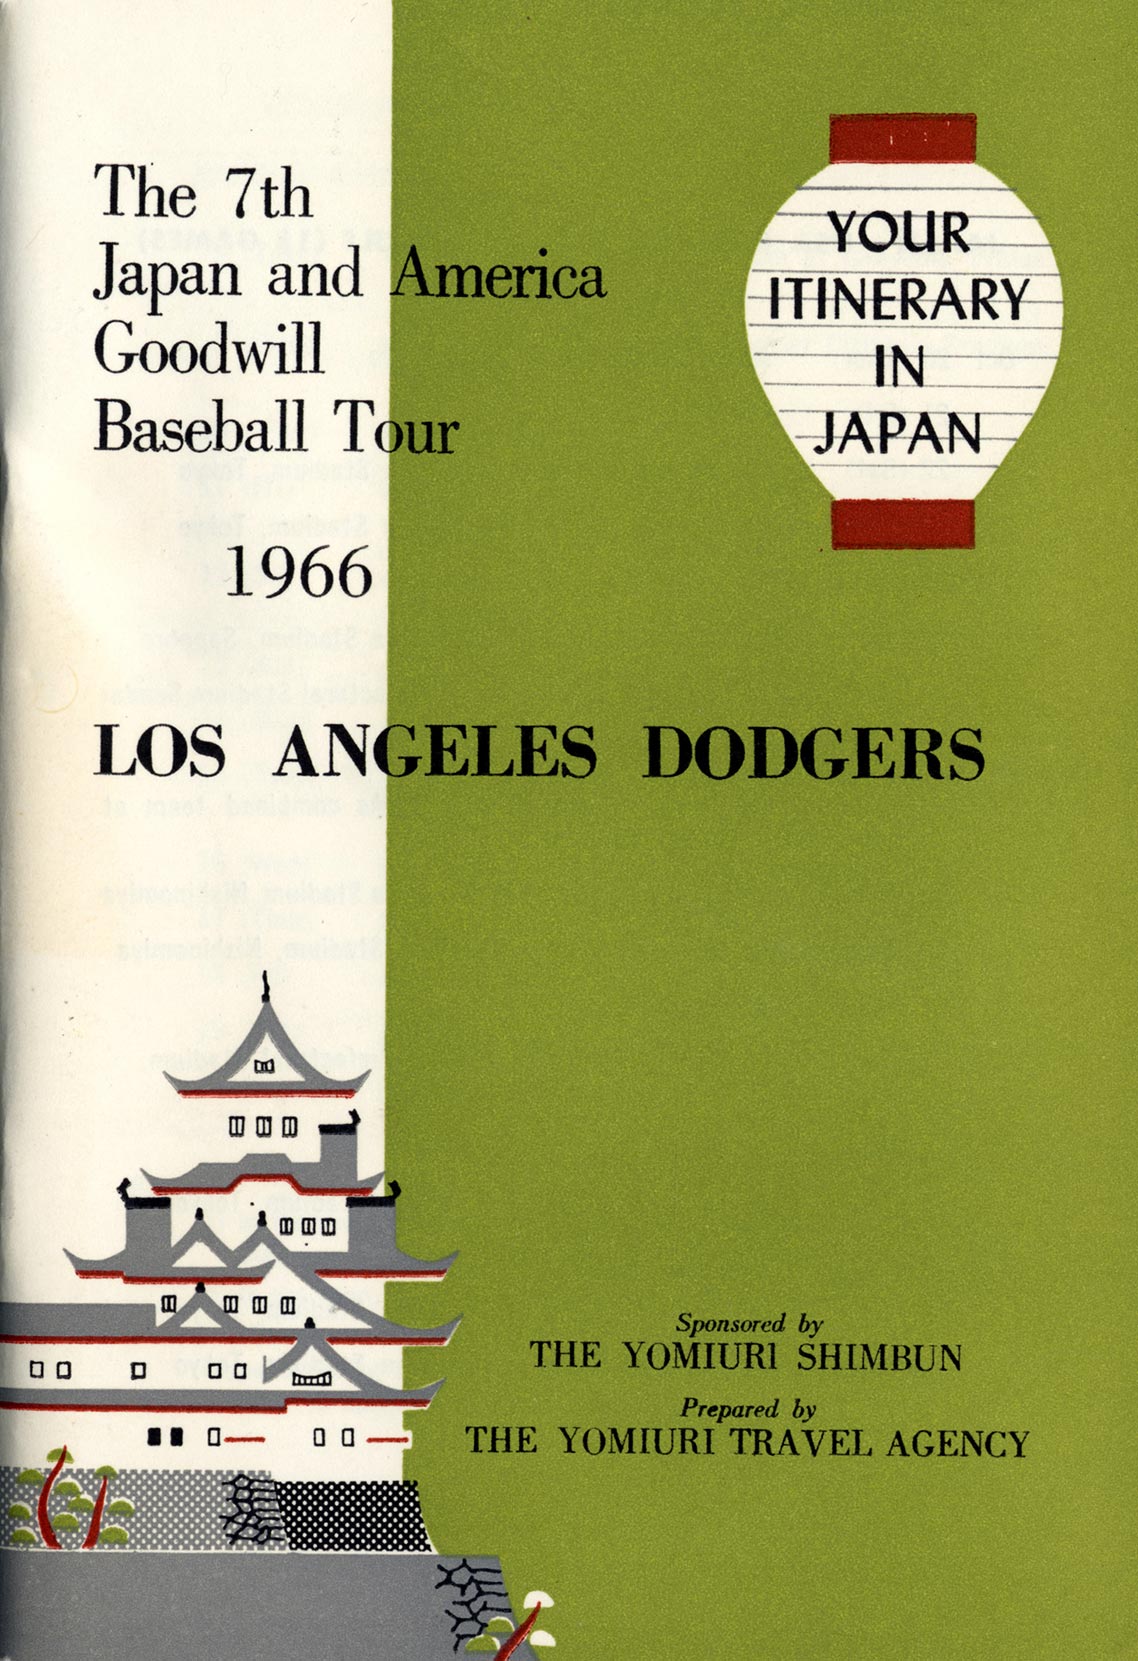 The 7th
Japan and America
Goodwill
Baseball Tour
1966
YOUR
ITINERARY
IN
JAPAN
LOS ANGELES DODGERS
Sponsored by
THE YOMIURI SHIMBUN
Prepared by
THE YOMIURI TRAVEL AGENCY